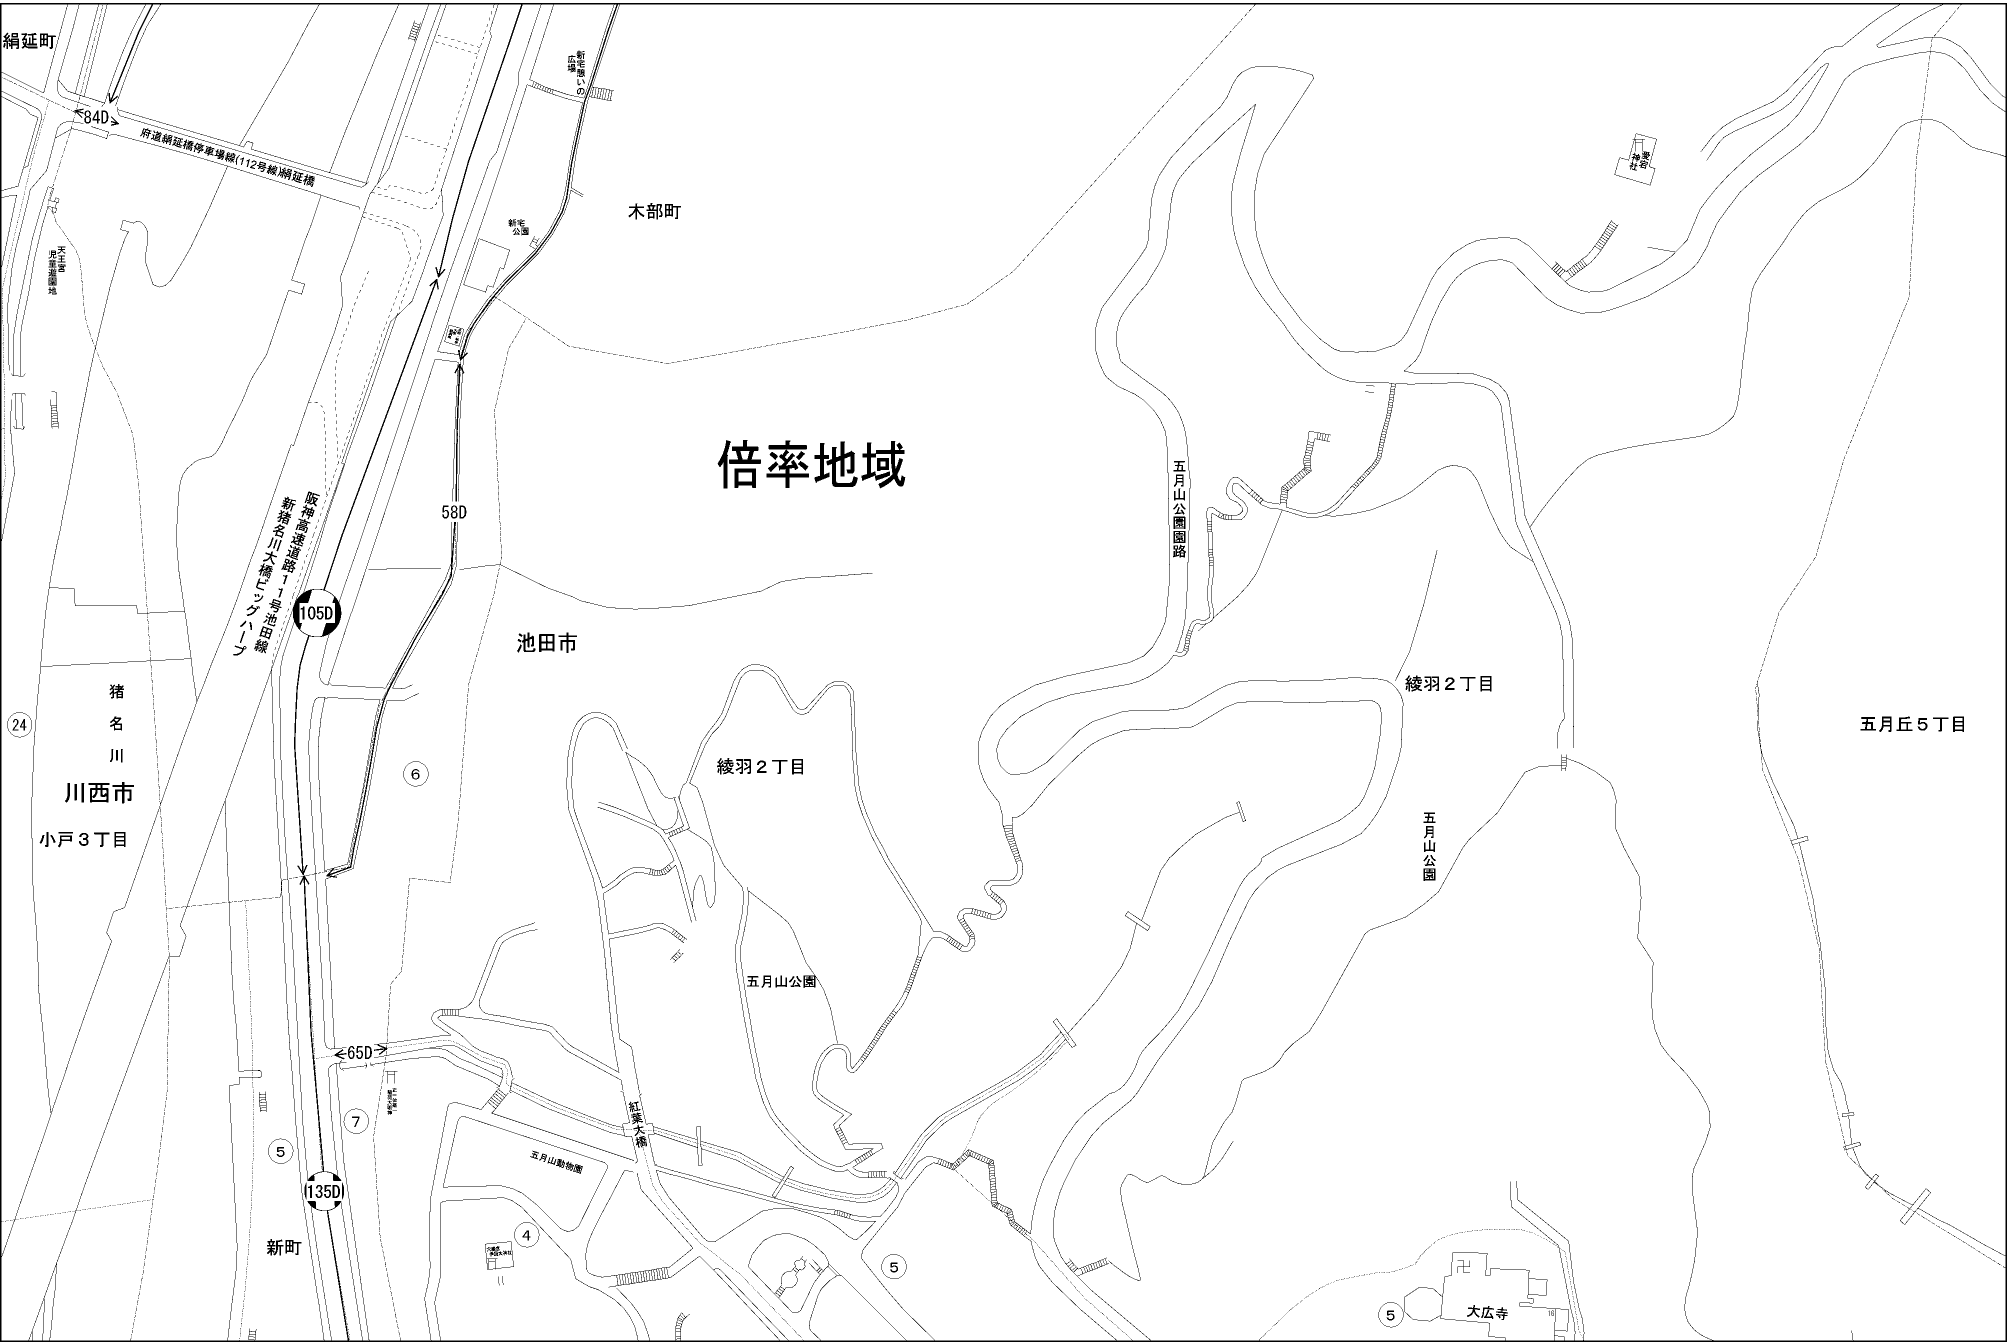 絹延町
84D
府道絹延橋停車場線(112号線)絹延橋
新宅憩いの
広場
木部町
新宅
公園
天王宮
児童遊園地
愛宕
神社
倍率地域
58D
五月山公園園路
阪神高速道路11号池田線
新猪名川大橋ビッグハープ
105D
池田市
綾羽2丁目
猪名川
24
川西市
小戸3丁目
6
綾羽2丁目
五月丘5丁目
五月山公園
五月山公園
65D
7
紅葉大橋
5
五月山動物園
135D
新町
4
5
大広寺
16
5